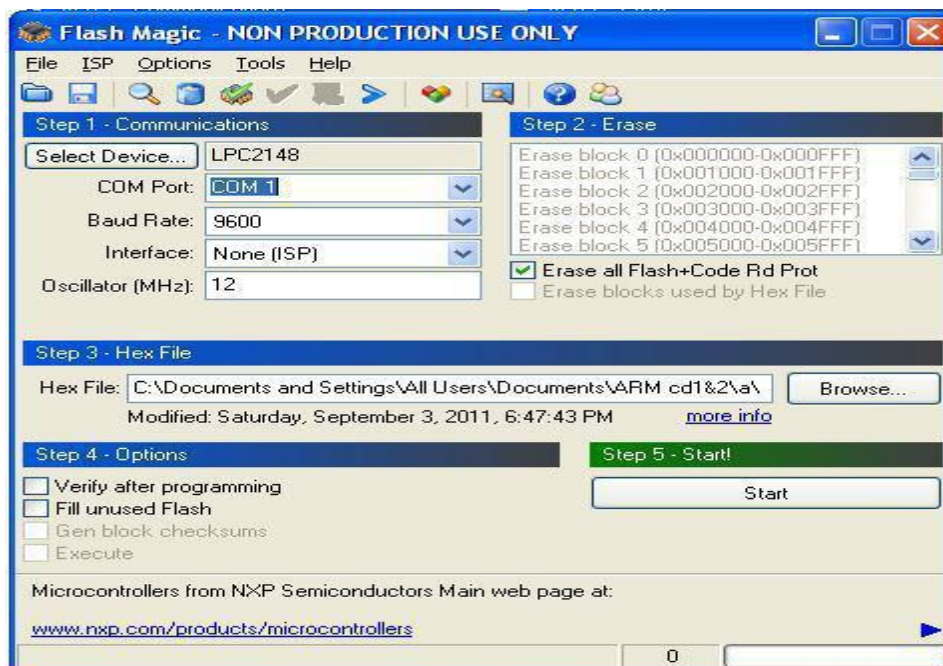 Flash Magic - NON PRODUCTION USE ONLY
File ISP Options Tools Help
Step 1 - Communications
Select Device... LPC2148
COM Port: COM 1
Baud Rate: 9600
Interface: None (ISP)
Oscillator (MHz): 12
Step 2 - Erase
Erase block 0 (0x000000-0x000FFF)
Erase block 1 (0x001000-0x001FFF)
Erase block 2 (0x002000-0x002FFF)
Erase block 3 (0x003000-0x003FFF)
Erase block 4 (0x004000-0x004FFF)
Erase block 5 (0x005000-0x005FFF)
Erase all Flash+Code Rd Prot
Erase blocks used by Hex File
Step 3 - Hex File
Hex File: C:\Documents and Settings\All Users\Documents\ARM cd1&2\a\ Browse...
Modified: Saturday, September 3, 2011, 6:47:43 PM more info
Step 4 - Options
Verify after programming
Fill unused Flash
Gen block checksums
Execute
Step 5 - Start!
Start
Microcontrollers from NXP Semiconductors Main web page at:
www.nxp.com/products/microcontrollers
0